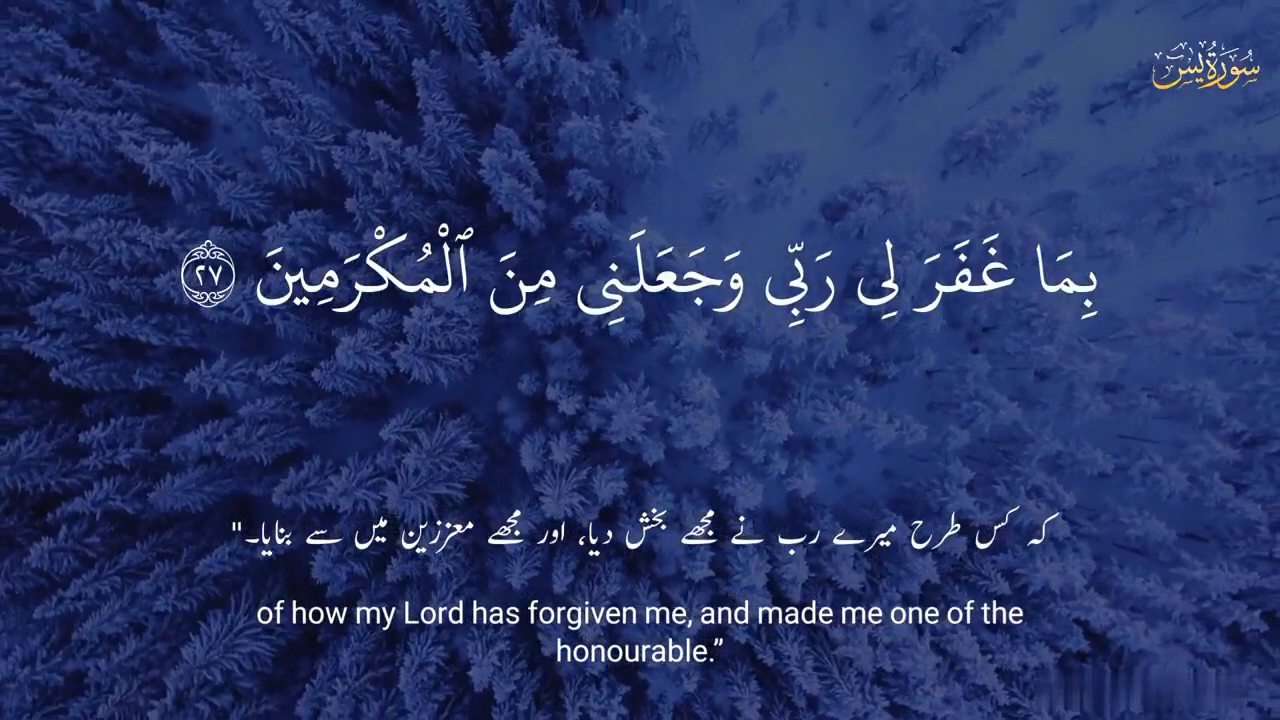 سُورَةُ يس
بِمَا غَفَرَ لِى رَبِّى وَجَعَلَنِى مِنَ ٱلْمُكْرَمِينَ ٢٧
کہ کس طرح میرے رب نے مجھے بخش دیا، اور مجھے معززین میں سے بنایا۔"
of how my Lord has forgiven me, and made me one of the
honourable.”